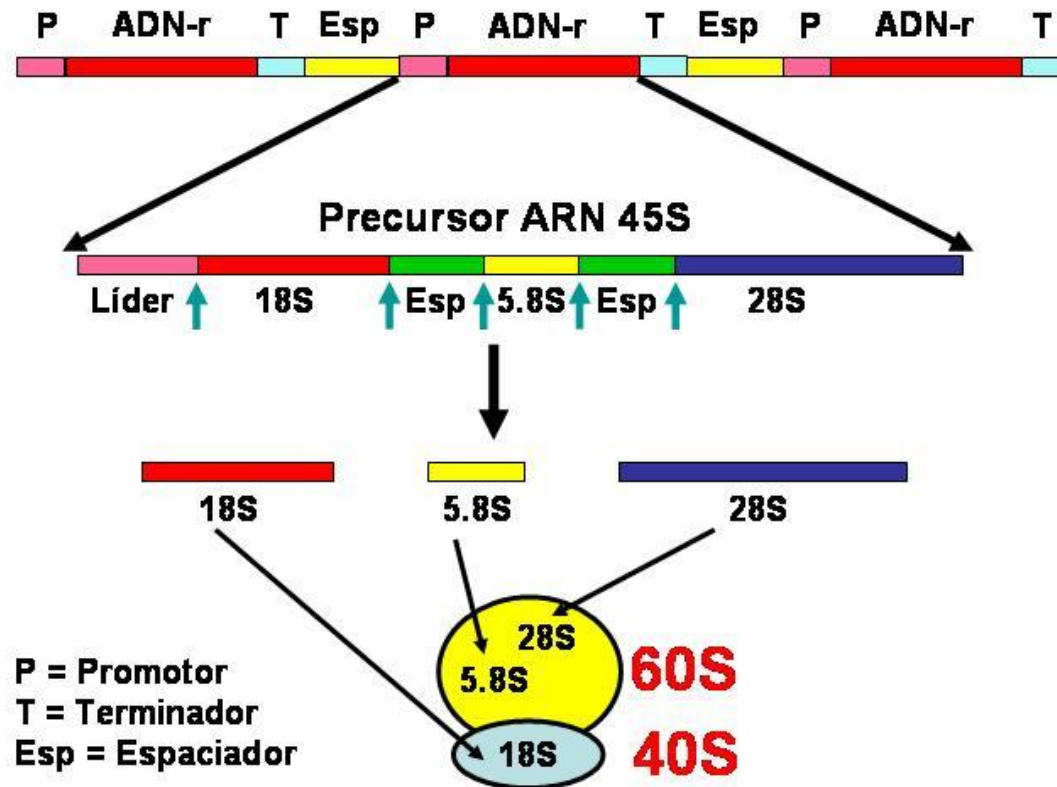 P ADN-r T Esp P ADN-r T Esp P ADN-r T
Precursor ARN 45S
Líder 18S Esp 5.8S Esp 28S
18S 5.8S 28S
28S
5.8S
60S
18S
40S
P = Promotor
T = Terminador
Esp = Espaciador